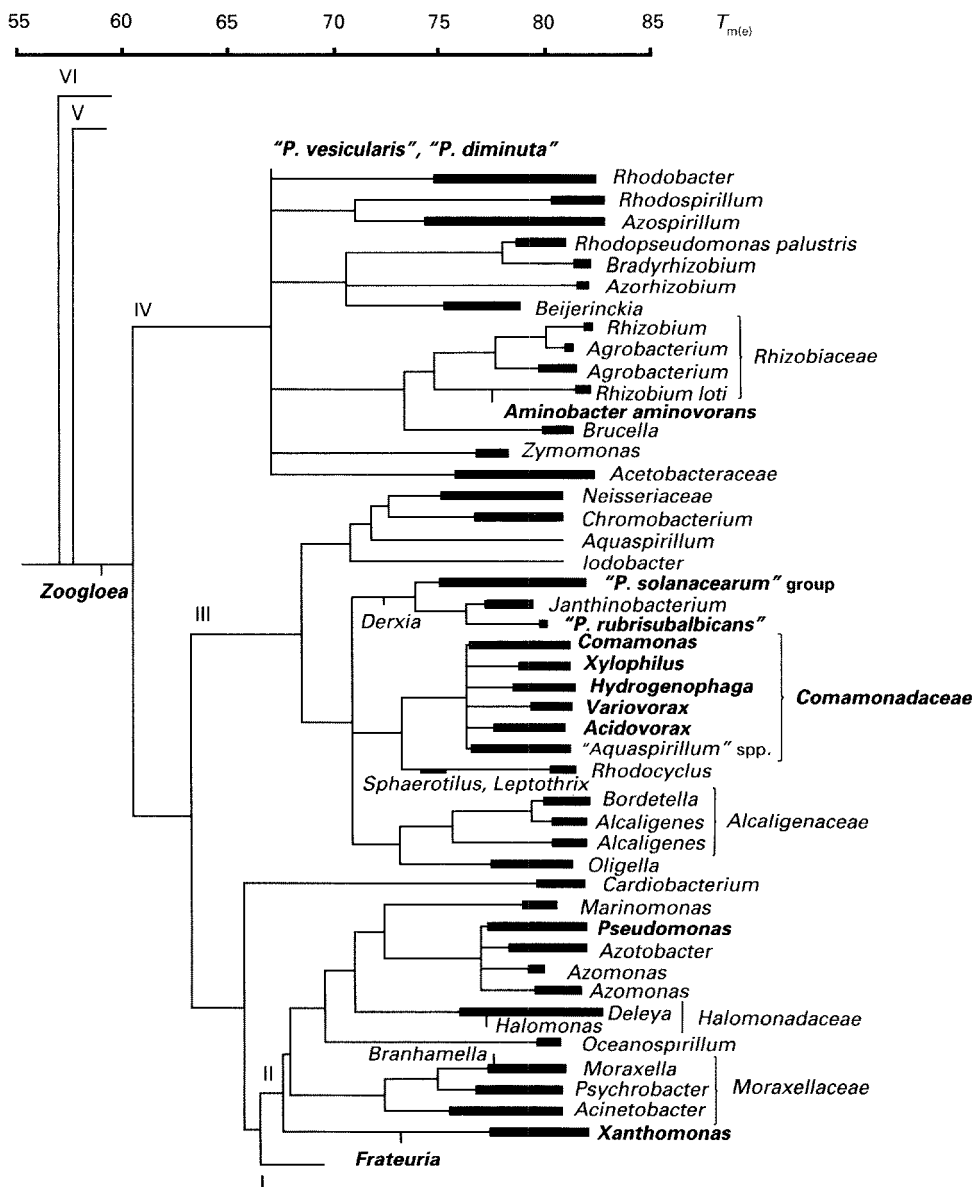 55 60 65 70 75 80 85 Tm(e)
VI
V
"P. vesicularis", "P. diminuta"
Rhodobacter
Rhodospirillum
Azospirillum
Rhodopseudomonas palustris
Bradyrhizobium
Azorhizobium
IV
Beijerinckia
Rhizobium
Agrobacterium
Rhizobiaceae
Agrobacterium
Rhizobium loti
Aminobacter aminovorans
Brucella
Zymomonas
Acetobacteraceae
Neisseriaceae
Chromobacterium
Aquaspirillum
Iodobacter
Zoogloea
"P. solanacearum" group
III
Derxia
Janthinobacterium
"P. rubrisubalbicans"
Comamonas
Xylophilus
Hydrogenophaga
Comamonadaceae
Variovorax
Acidovorax
"Aquaspirillum" spp.
Rhodocyclus
Sphaerotilus, Leptothrix
Bordetella
Alcaligenes
Alcaligenaceae
Alcaligenes
Oligella
Cardiobacterium
Marinomonas
Pseudomonas
Azotobacter
Azomonas
Azomonas
Deleya
Halomonas
Halomonadaceae
Oceanospirillum
Branhamella
II
Moraxella
Psychrobacter
Moraxellaceae
Acinetobacter
Xanthomonas
Frateuria
I